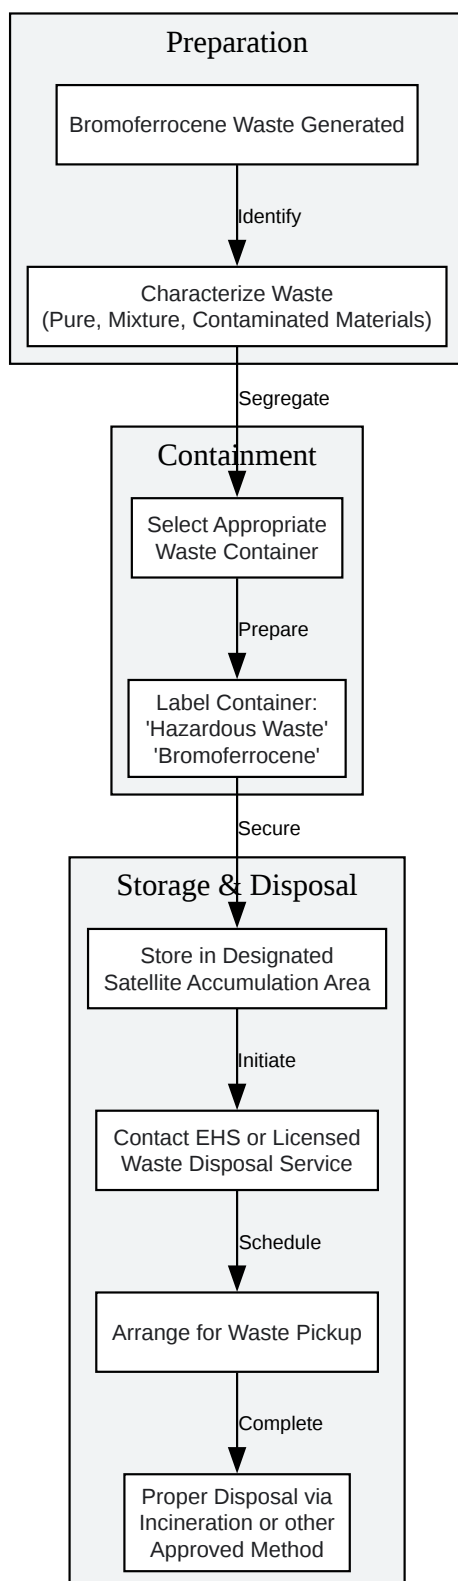 Preparation
Bromoferrocene Waste Generated
Identify
Characterize Waste
(Pure, Mixture, Contaminated Materials)
Segregate
Containment
Select Appropriate
Waste Container
Prepare
Label Container:
'Hazardous Waste'
'Bromoferrocene'
Secure
Storage & Disposal
Store in Designated
Satellite Accumulation Area
Initiate
Contact EHS or Licensed
Waste Disposal Service
Schedule
Arrange for Waste Pickup
Complete
Proper Disposal via
Incineration or other
Approved Method